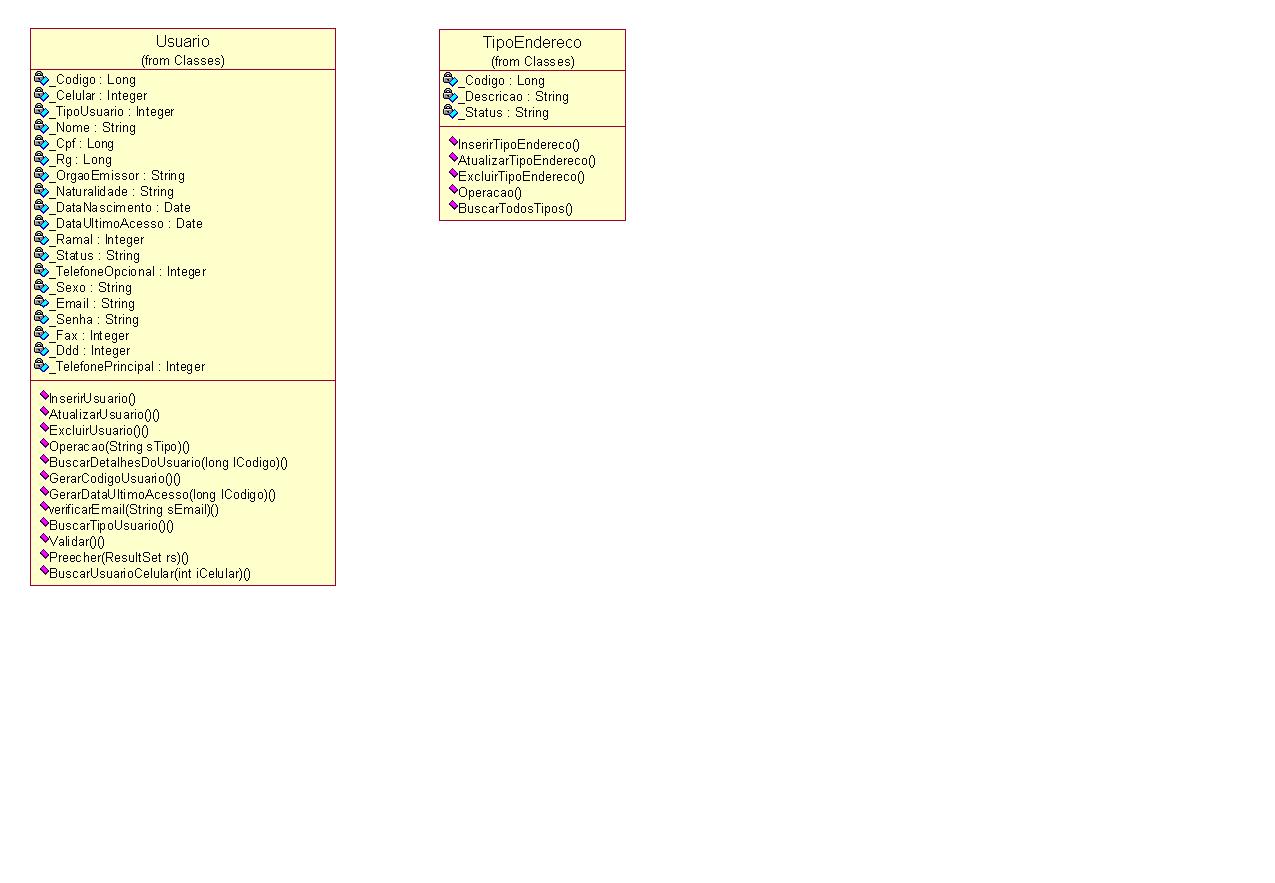 Usuario
(from Classes)
_Codigo : Long
_Celular : Integer
_TipoUsuario : Integer
_Nome : String
_Cpf : Long
_Rg : Long
_OrgaoEmissor : String
_Naturalidade : String
_DataNascimento : Date
_DataUltimoAcesso : Date
_Ramal : Integer
_Status : String
_TelefoneOpcional : Integer
_Sexo : String
_Email : String
_Senha : String
_Fax : Integer
_Ddd : Integer
_TelefonePrincipal : Integer
InserirUsuario()
AtualizarUsuario()()
ExcluirUsuario()()
Operacao(String sTipo)()
BuscarDetalhesDoUsuario(long lCodigo)()
GerarCodigoUsuario()()
GerarDataUltimoAcesso(long lCodigo)()
verificarEmail(String sEmail)()
BuscarTipoUsuario()()
Validar()()
Preecher(ResultSet rs)()
BuscarUsuarioCelular(int iCelular)()
TipoEndereco
(from Classes)
_Codigo : Long
_Descricao : String
_Status : String
InserirTipoEndereco()
AtualizarTipoEndereco()
ExcluirTipoEndereco()
Operacao()
BuscarTodosTipos()